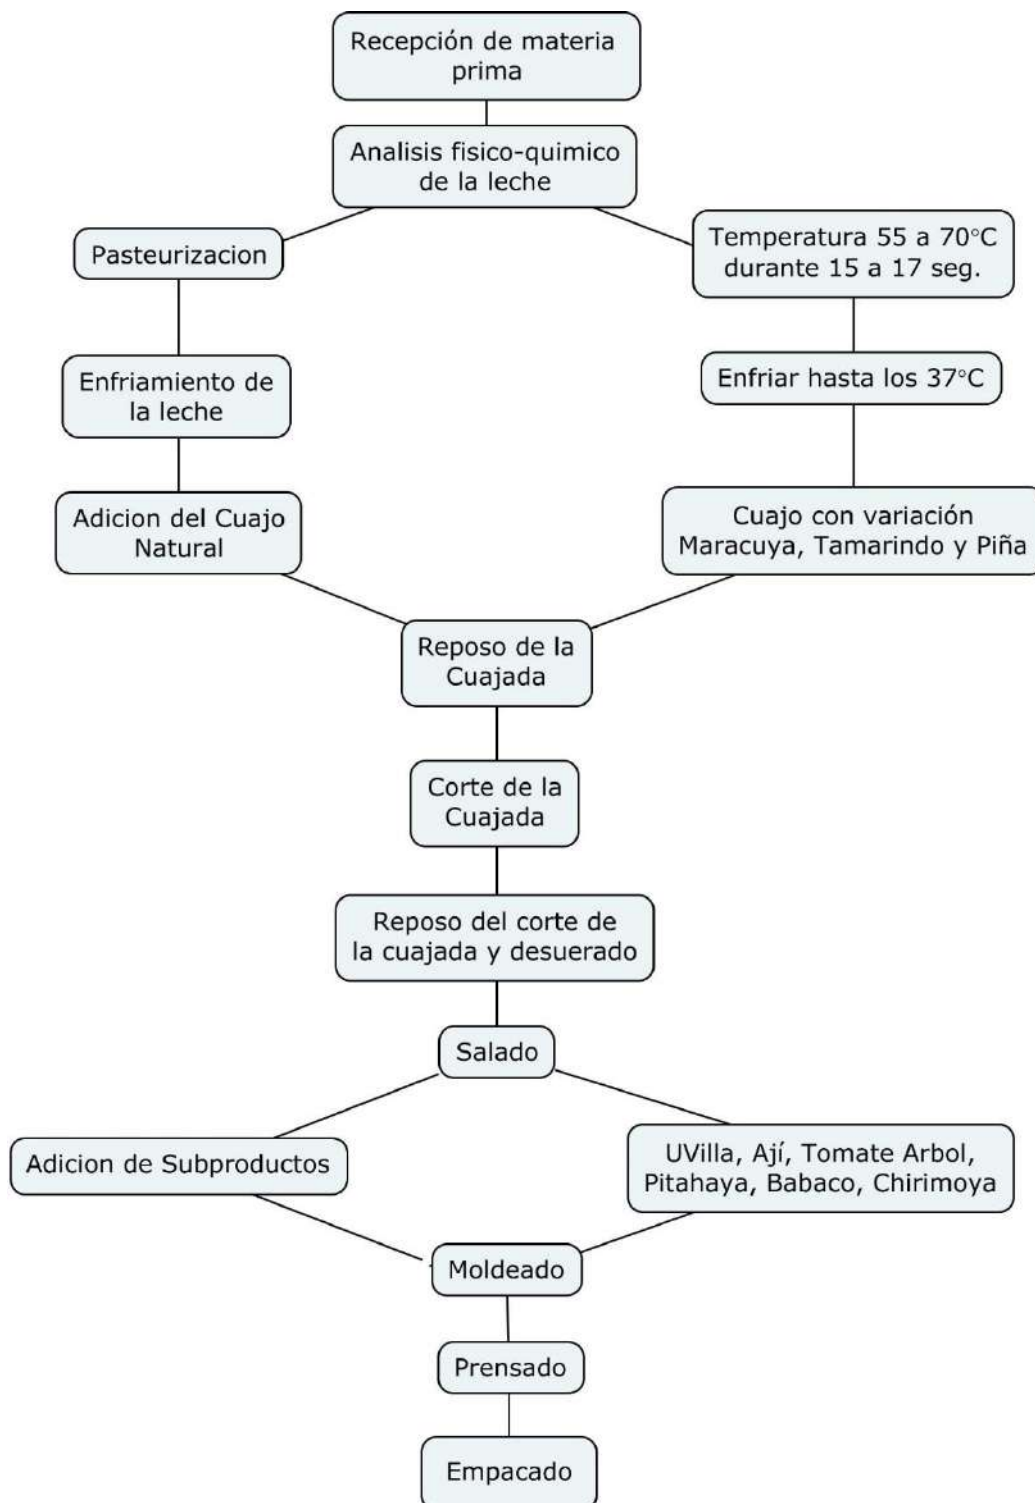 Recepción de materia
prima
Analisis fisico-quimico
de la leche
Pasteurizacion
Temperatura 55 a 70°C
durante 15 a 17 seg.
Enfriamiento de
la leche
Enfriar hasta los 37°C
Adicion del Cuajo
Natural
Cuajo con variación
Maracuya, Tamarindo y Piña
Reposo de la
Cuajada
Corte de la
Cuajada
Reposo del corte de
la cuajada y desuerado
Salado
Adicion de Subproductos
UVilla, Ají, Tomate Arbol,
Pitahaya, Babaco, Chirimoya
Moldeado
Prensado
Empacado